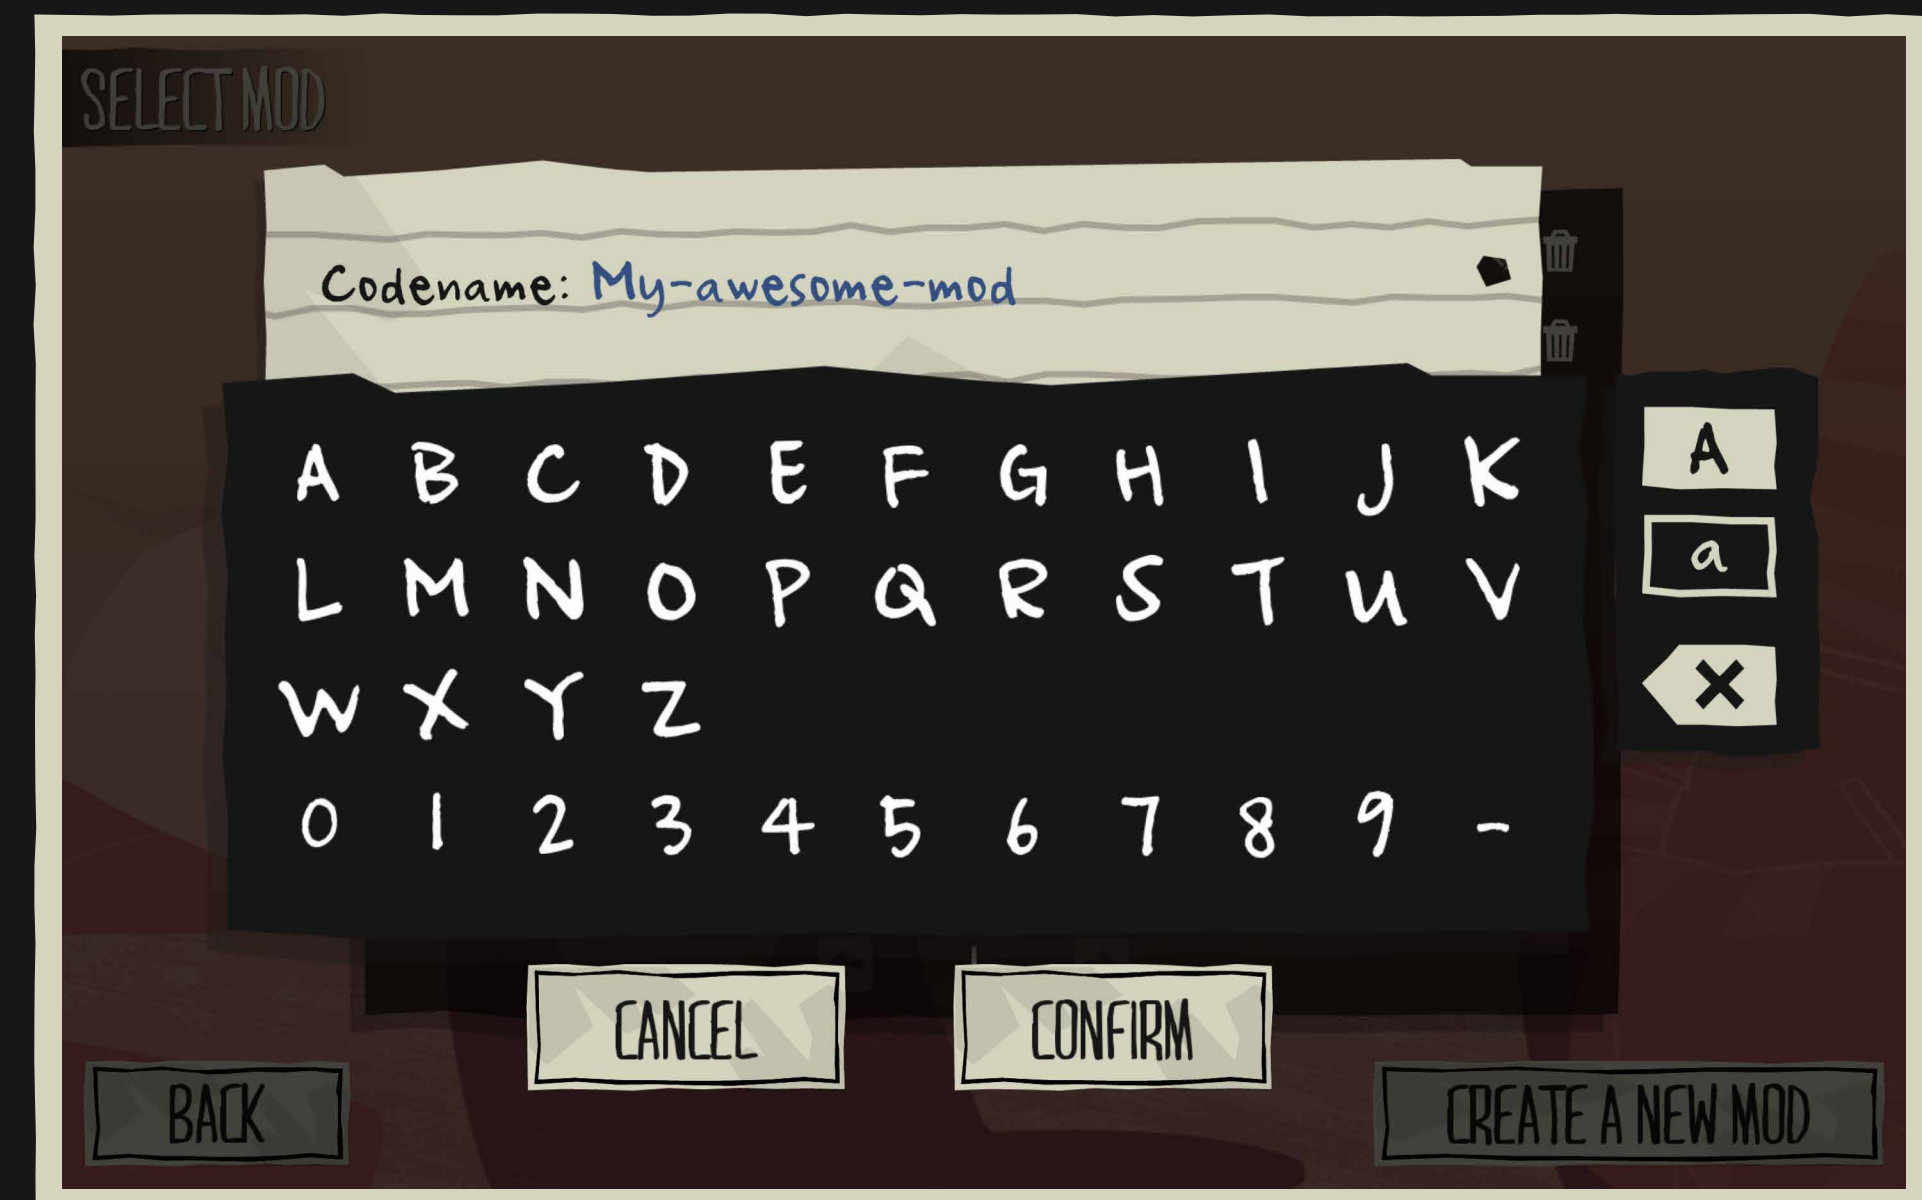 SELECT MOD
Codename: My-awesome-mod
A B C D E F G H I J K
A
L M N O P Q R S T U V
a
W X Y Z
0 1 2 3 4 5 6 7 8 9 -
CANCEL CONFIRM
BACK CREATE A NEW MOD